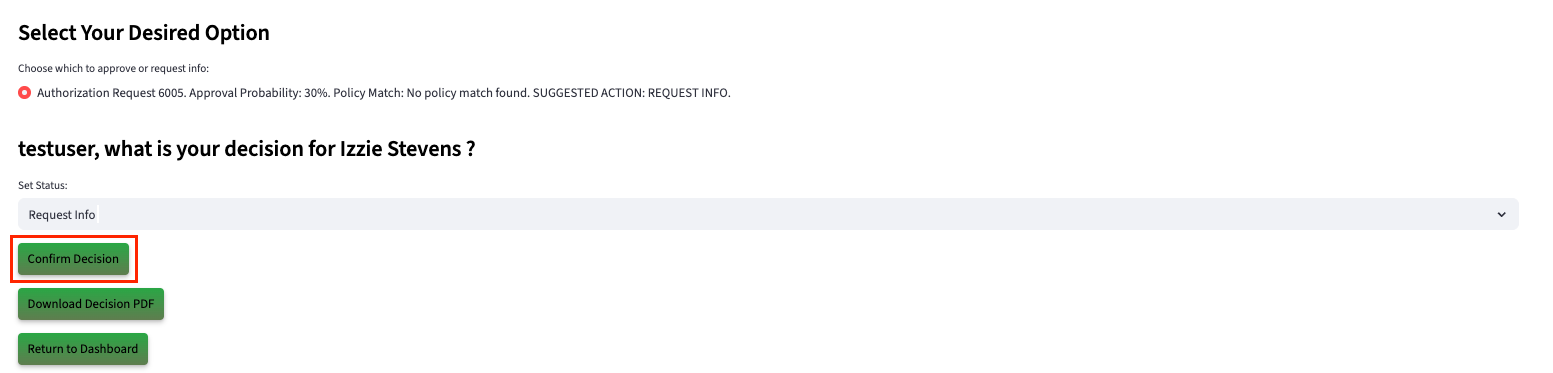 Select Your Desired Option
Choose which to approve or request info:
Authorization Request 6005. Approval Probability: 30%. Policy Match: No policy match found. SUGGESTED ACTION: REQUEST INFO.
testuser, what is your decision for Izzie Stevens ?
Set Status:
Request Info
Confirm Decision
Download Decision PDF
Return to Dashboard